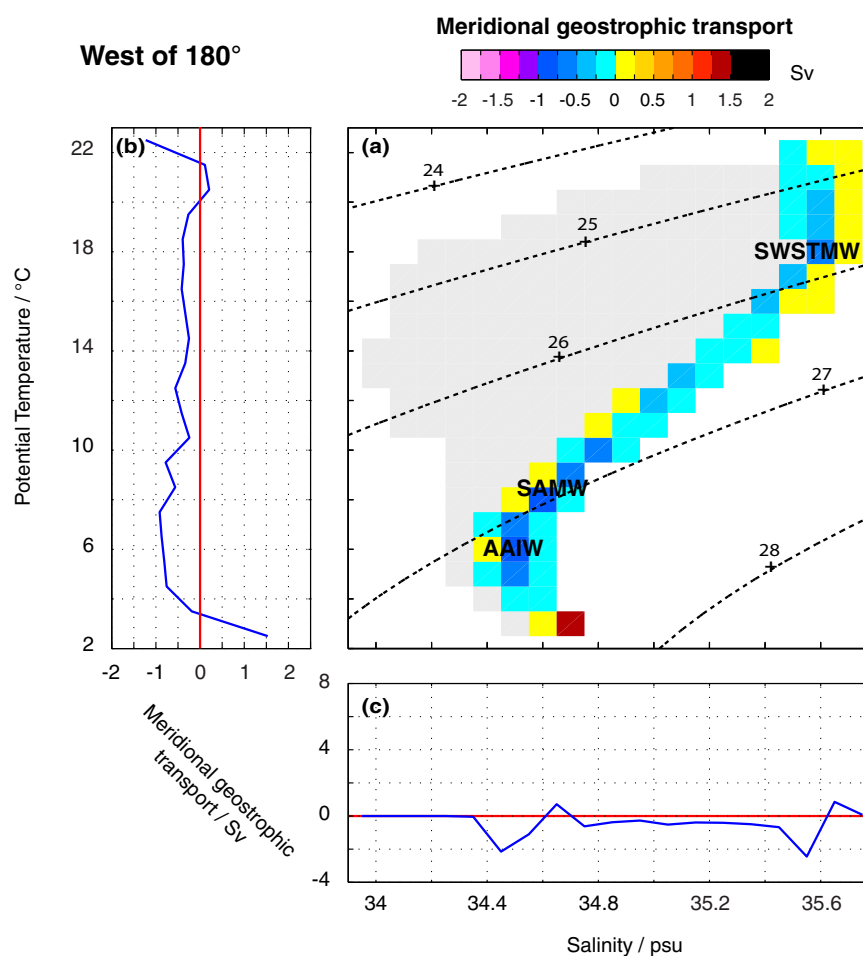 Meridional geostrophic transport
West of 180°
Sv
-2 -1.5 -1 -0.5 0 0.5 1 1.5 2
(b)
(a)
22
18
14
10
6
2
Potential Temperature / °C
24
25
SWSTMW
26
27
SAMW
AAIW
28
-2 -1 0 1 2
Meridional geostrophic
transport / Sv
(c)
8
4
0
-4
34 34.4 34.8 35.2 35.6
Salinity / psu